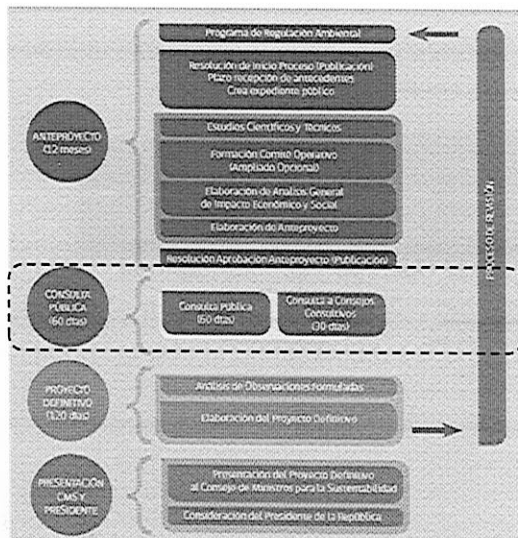 Programa de Regulación Ambiental
Resolución de Inicio Proceso (Publicación)
Plazo recepción de antecedentes
Crea expediente público
ANTEPROYECTO
(12 meses)
Estudios Científicos y Técnicos
Formación Comité Operativo
(Ampliado Opcional)
Elaboración de Analisis General
de Impacto Económico y Social
Elaboración de Anteproyecto
Resolución Aprobación Anteproyecto (Publicación)
PROCESO DE REVISIÓN
CONSULTA
PÚBLICA
(60 días)
Consulta Pública
(60 días)
Consulta a Consejos
Consultivos
(30 días)
PROYECTO
DEFINITIVO
(120 días)
Análisis de Observaciones Formuladas
Elaboración del Proyecto Definitivo
PRESENTACIÓN
CMS Y
PRESIDENTE
Presentación del Proyecto Definitivo
al Consejo de Ministros para la Sustentabilidad
Consideración del Presidente de la República